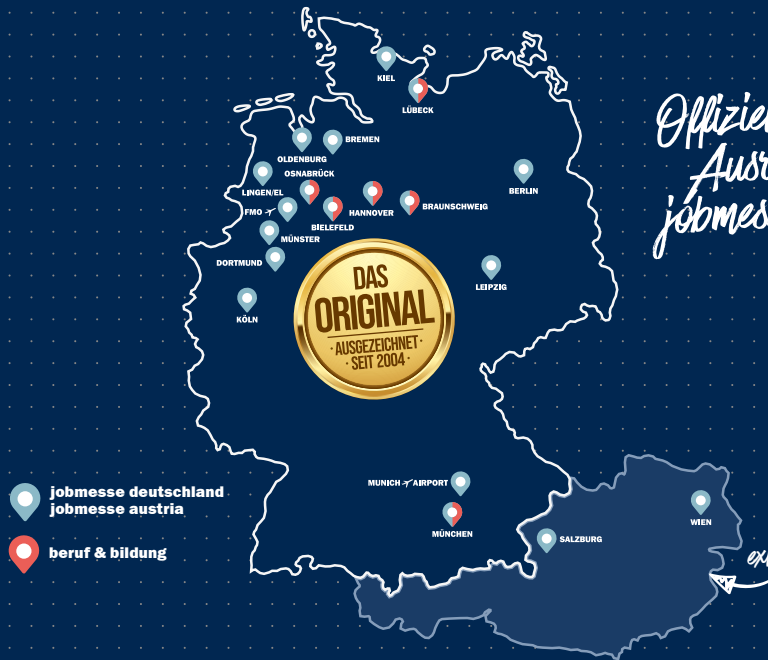 KIEL
LÜBECK
OLDENBURG
BREMEN
OSNABRÜCK
LINGEN/EL
BERLIN
FMO
HANNOVER
BRAUNSCHWEIG
BIELEFELD
MÜNSTER
DORTMUND
LEIPZIG
KÖLN
DAS
ORIGINAL
·AUSGEZEICHNET·
·SEIT 2004·
MUNICH AIRPORT
MÜNCHEN
WIEN
SALZBURG
jobmesse deutschland
jobmesse austria
beruf & bildung